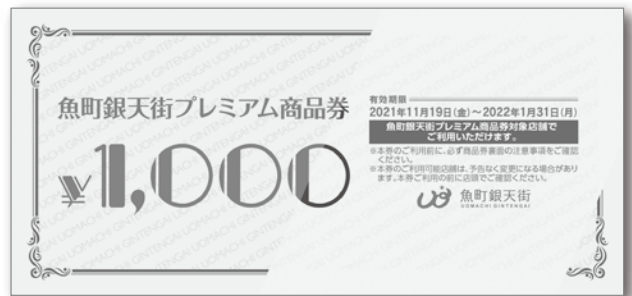 魚町銀天街プレミアム商品券
¥1,000
有効期限
2021年11月19日(金)～2022年1月31日(月)
魚町銀天街プレミアム商品券対象店舗で
ご利用いただけます。
※本券のご利用前に、必ず商品券裏面の注意事項をご確認
ください。
※本券のご利用可能店舗は、予告なく変更になる場合があり
ます。本券ご利用の前に店頭でご確認ください。
魚町銀天街
UOMACHI GINTENGAI